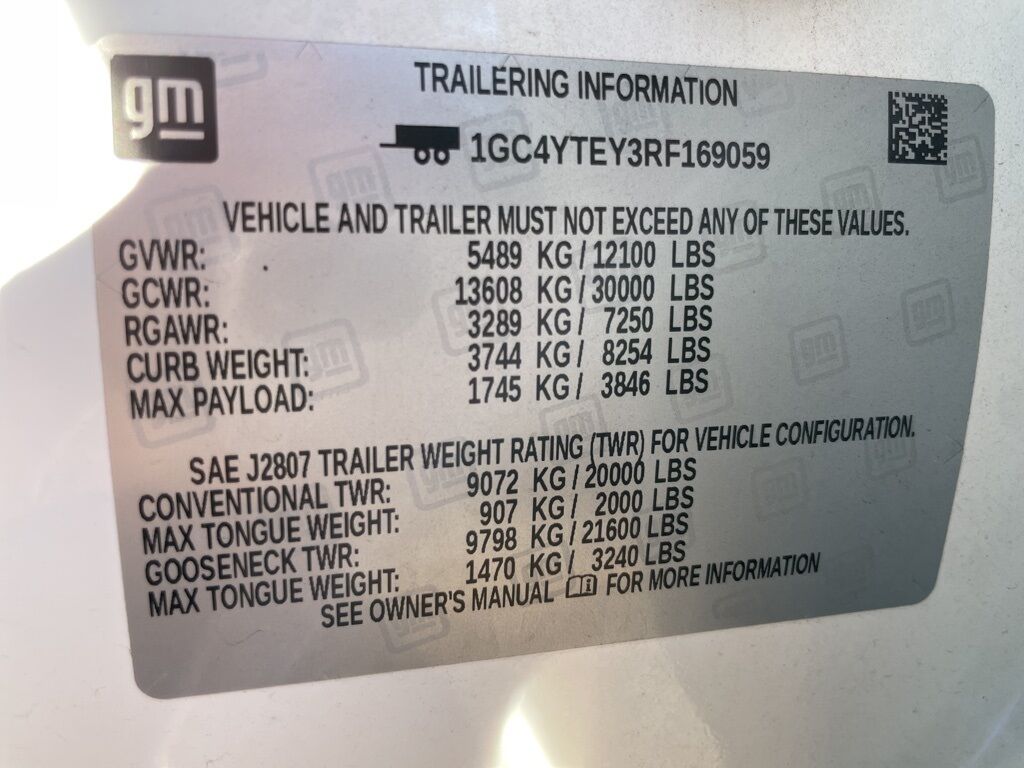 gm
TRAILERING INFORMATION
1GC4YTEY3RF169059
VEHICLE AND TRAILER MUST NOT EXCEED ANY OF THESE VALUES.
GVWR: 5489 KG / 12100 LBS
GCWR: 13608 KG / 30000 LBS
RGAWR: 3289 KG / 7250 LBS
CURB WEIGHT: 3744 KG / 8254 LBS
MAX PAYLOAD: 1745 KG / 3846 LBS
SAE J2807 TRAILER WEIGHT RATING (TWR) FOR VEHICLE CONFIGURATION.
CONVENTIONAL TWR: 9072 KG / 20000 LBS
MAX TONGUE WEIGHT: 907 KG / 2000 LBS
GOOSENECK TWR: 9798 KG / 21600 LBS
MAX TONGUE WEIGHT: 1470 KG / 3240 LBS
SEE OWNER'S MANUAL FOR MORE INFORMATION